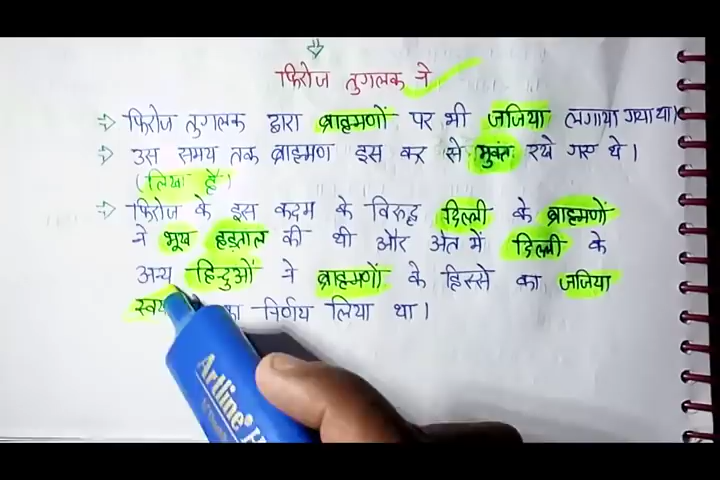 फिरोज तुगलक ने
फिरोज तुगलक द्वारा ब्राह्मणों पर भी जजिया लगाया गया था।
उस समय तक ब्राह्मण इस कर से मुक्त रखे गए थे।
(लिखा है)
फिरोज के इस कदम के विरुद्ध दिल्ली के ब्राह्मणों
ने भूख हड़ताल की थी और अंत में दिल्ली के
अन्य हिन्दुओं ने ब्राह्मणों के हिस्से का जजिया
का निर्णय लिया था।
Artline